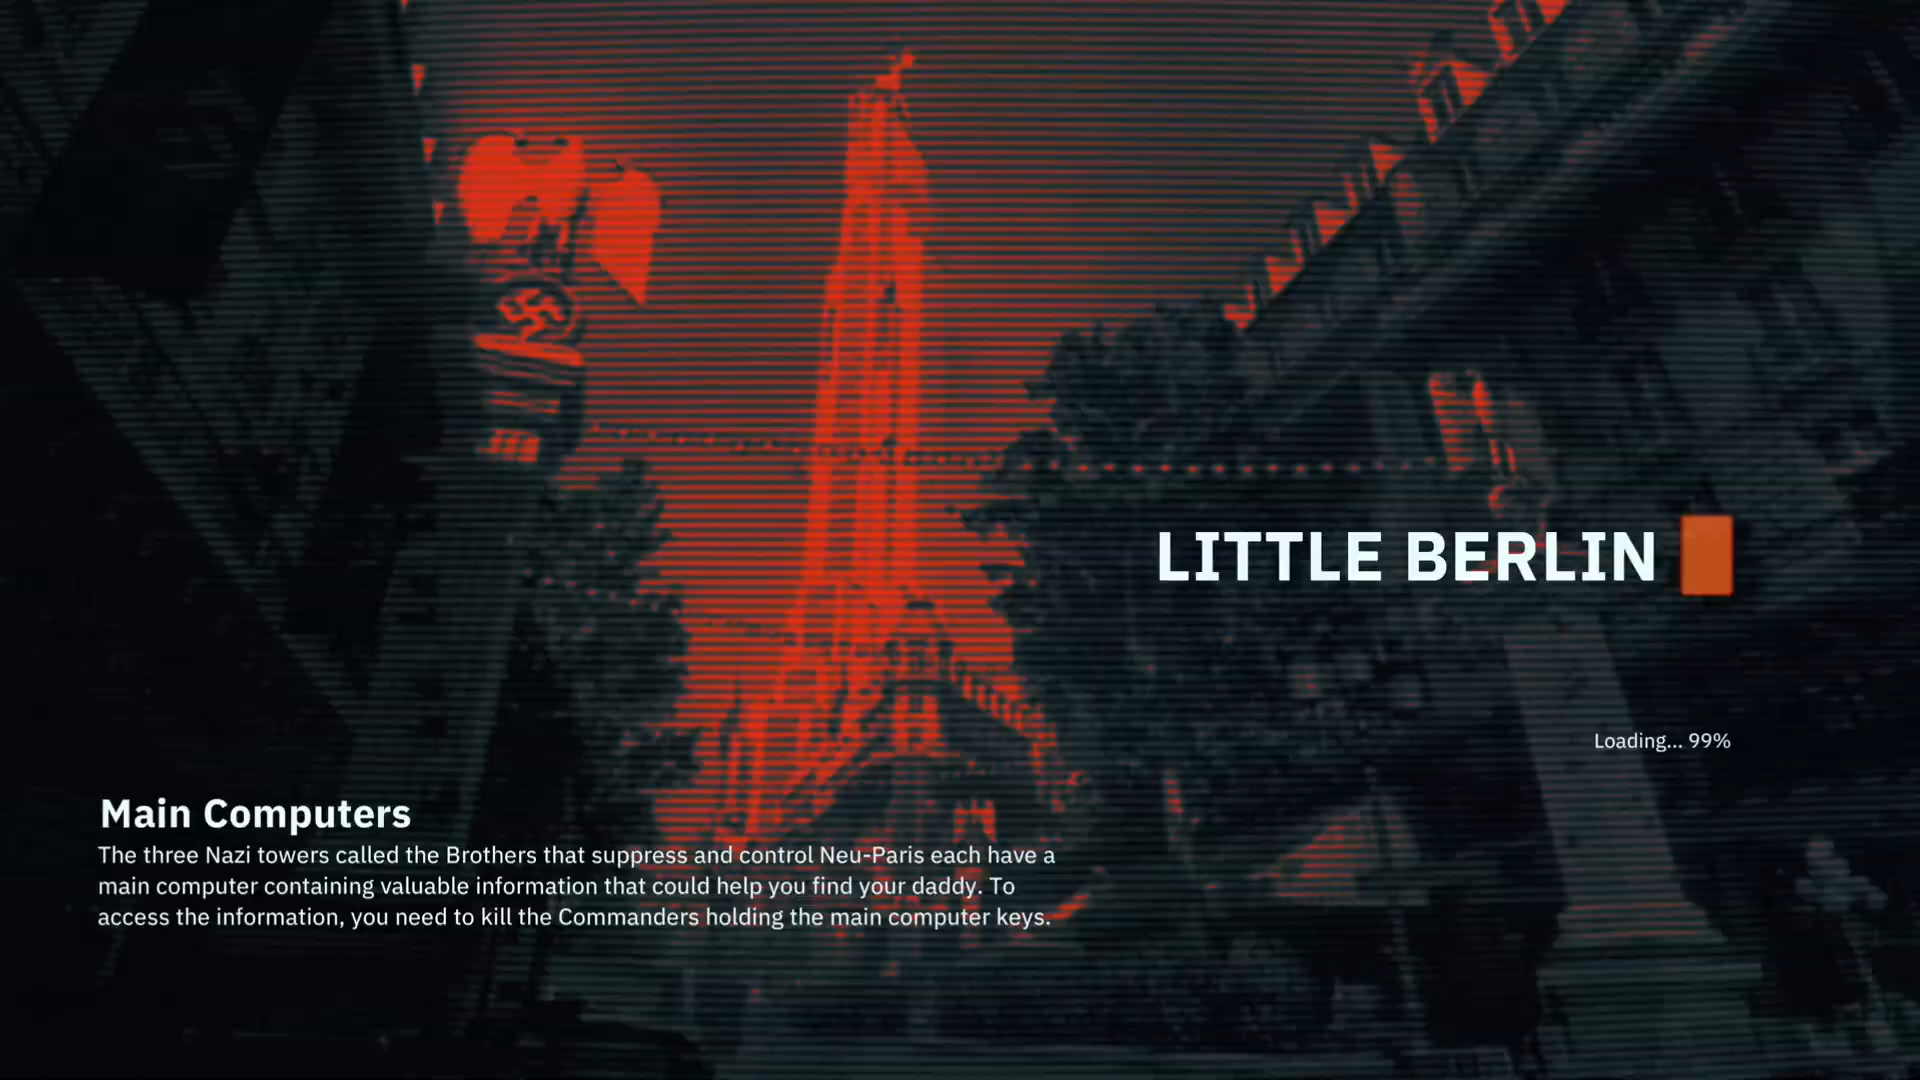 LITTLE BERLIN
Loading... 99%
Main Computers
The three Nazi towers called the Brothers that suppress and control Neu-Paris each have a
main computer containing valuable information that could help you find your daddy. To
access the information, you need to kill the Commanders holding the main computer keys.